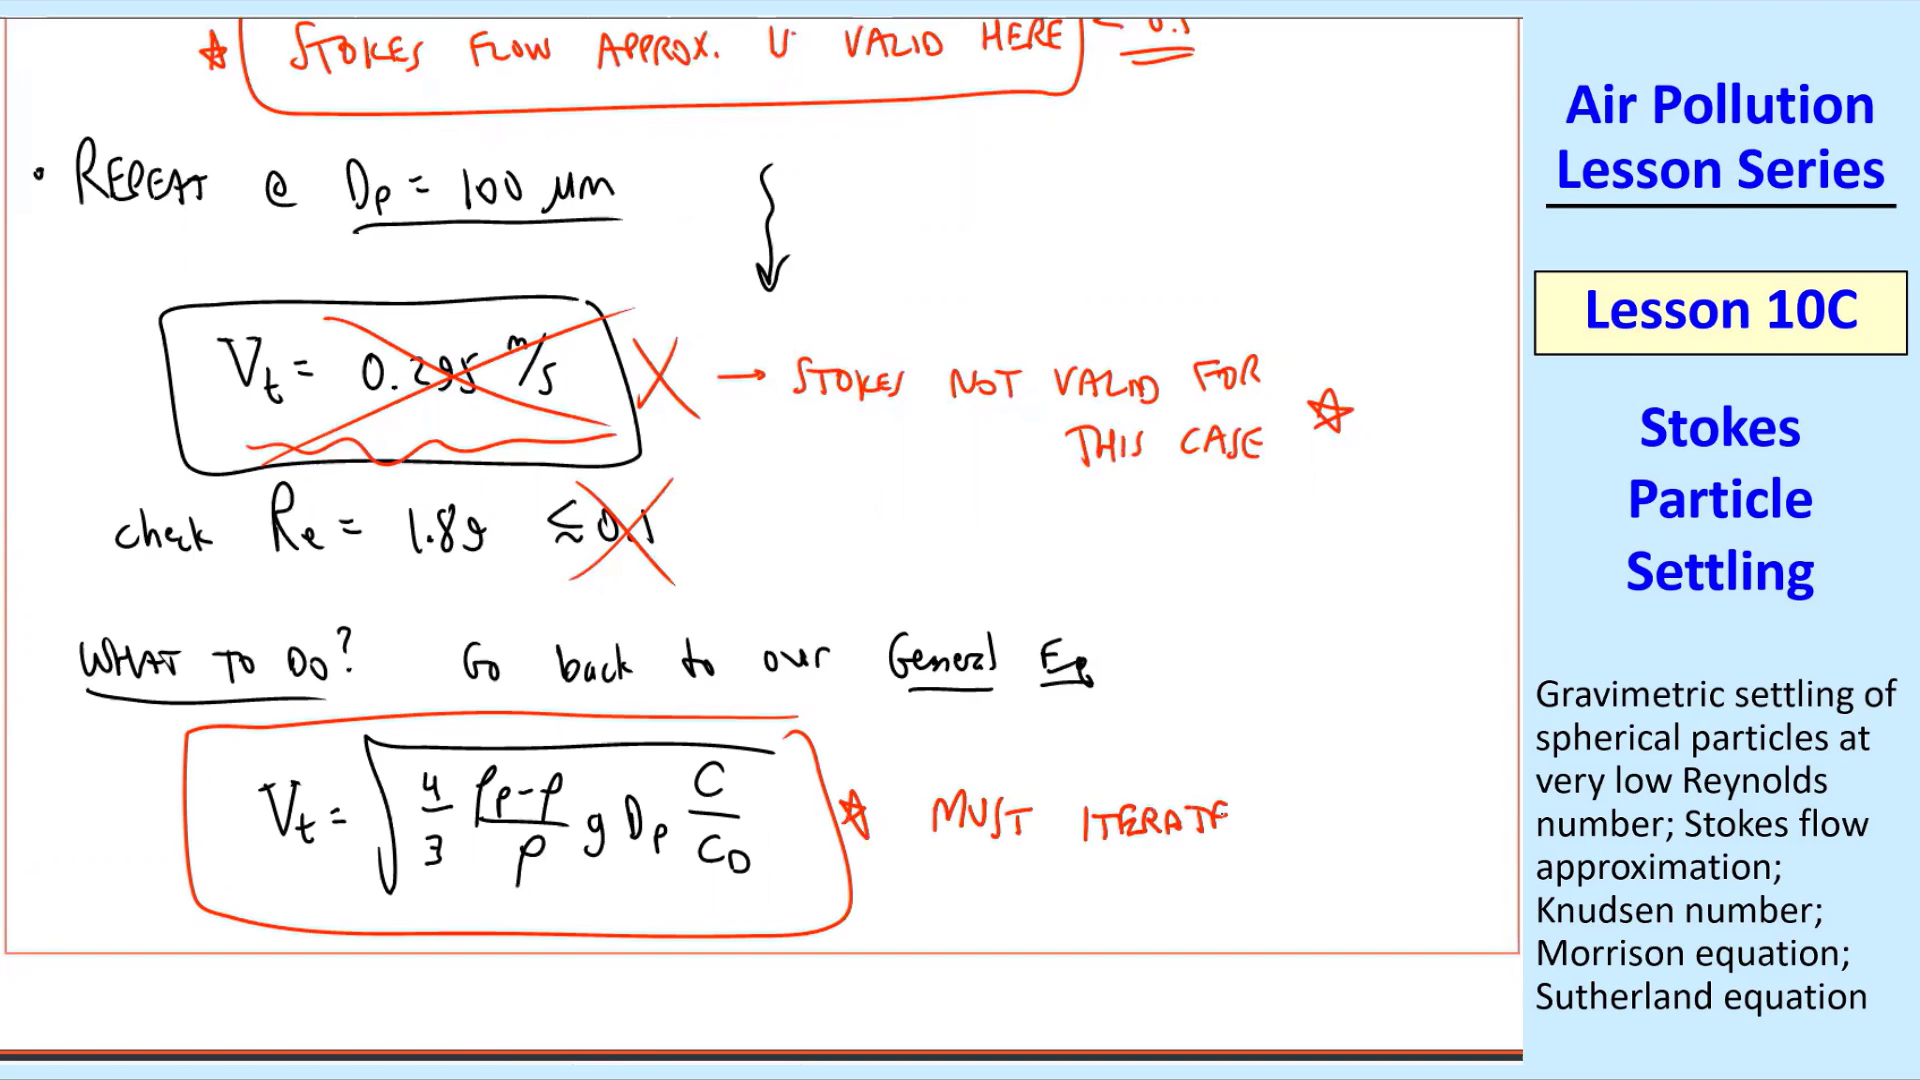 ☆ STOKES FLOW APPROX. VALID HERE
• REPEAT @ Dp = 100 μm
Vt = 0.295 m/s X → STOKES NOT VALID FOR
THIS CASE ☆
check Re = 1.89 ≲ 0.1
WHAT TO DO? Go back to our General Eq
Vt = √(4/3 (ρp-ρ)/ρ g Dp C/CD) ☆ MUST ITERATE
Air Pollution
Lesson Series
Lesson 10C
Stokes
Particle
Settling
Gravimetric settling of
spherical particles at
very low Reynolds
number; Stokes flow
approximation;
Knudsen number;
Morrison equation;
Sutherland equation